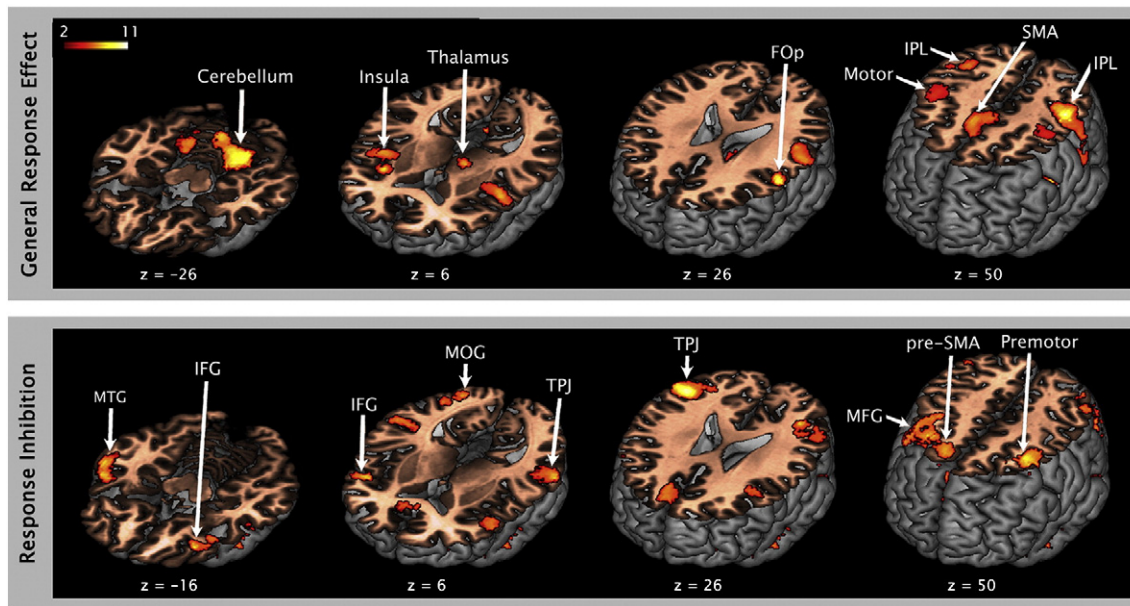 General Response Effect
2 11
Cerebellum
Insula
Thalamus
FOp
IPL
SMA
Motor
IPL
z = -26
z = 6
z = 26
z = 50
Response Inhibition
MTG
IFG
IFG
MOG
TPJ
TPJ
pre-SMA
Premotor
MFG
z = -16
z = 6
z = 26
z = 50